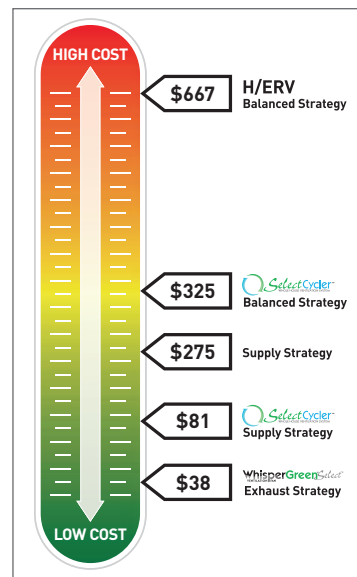 HIGH COST
$667
H/ERV
Balanced Strategy
$325
SelectCycler
Balanced Strategy
$275
Supply Strategy
$81
SelectCycler
Supply Strategy
$38
WhisperGreenSelect
Exhaust Strategy
LOW COST